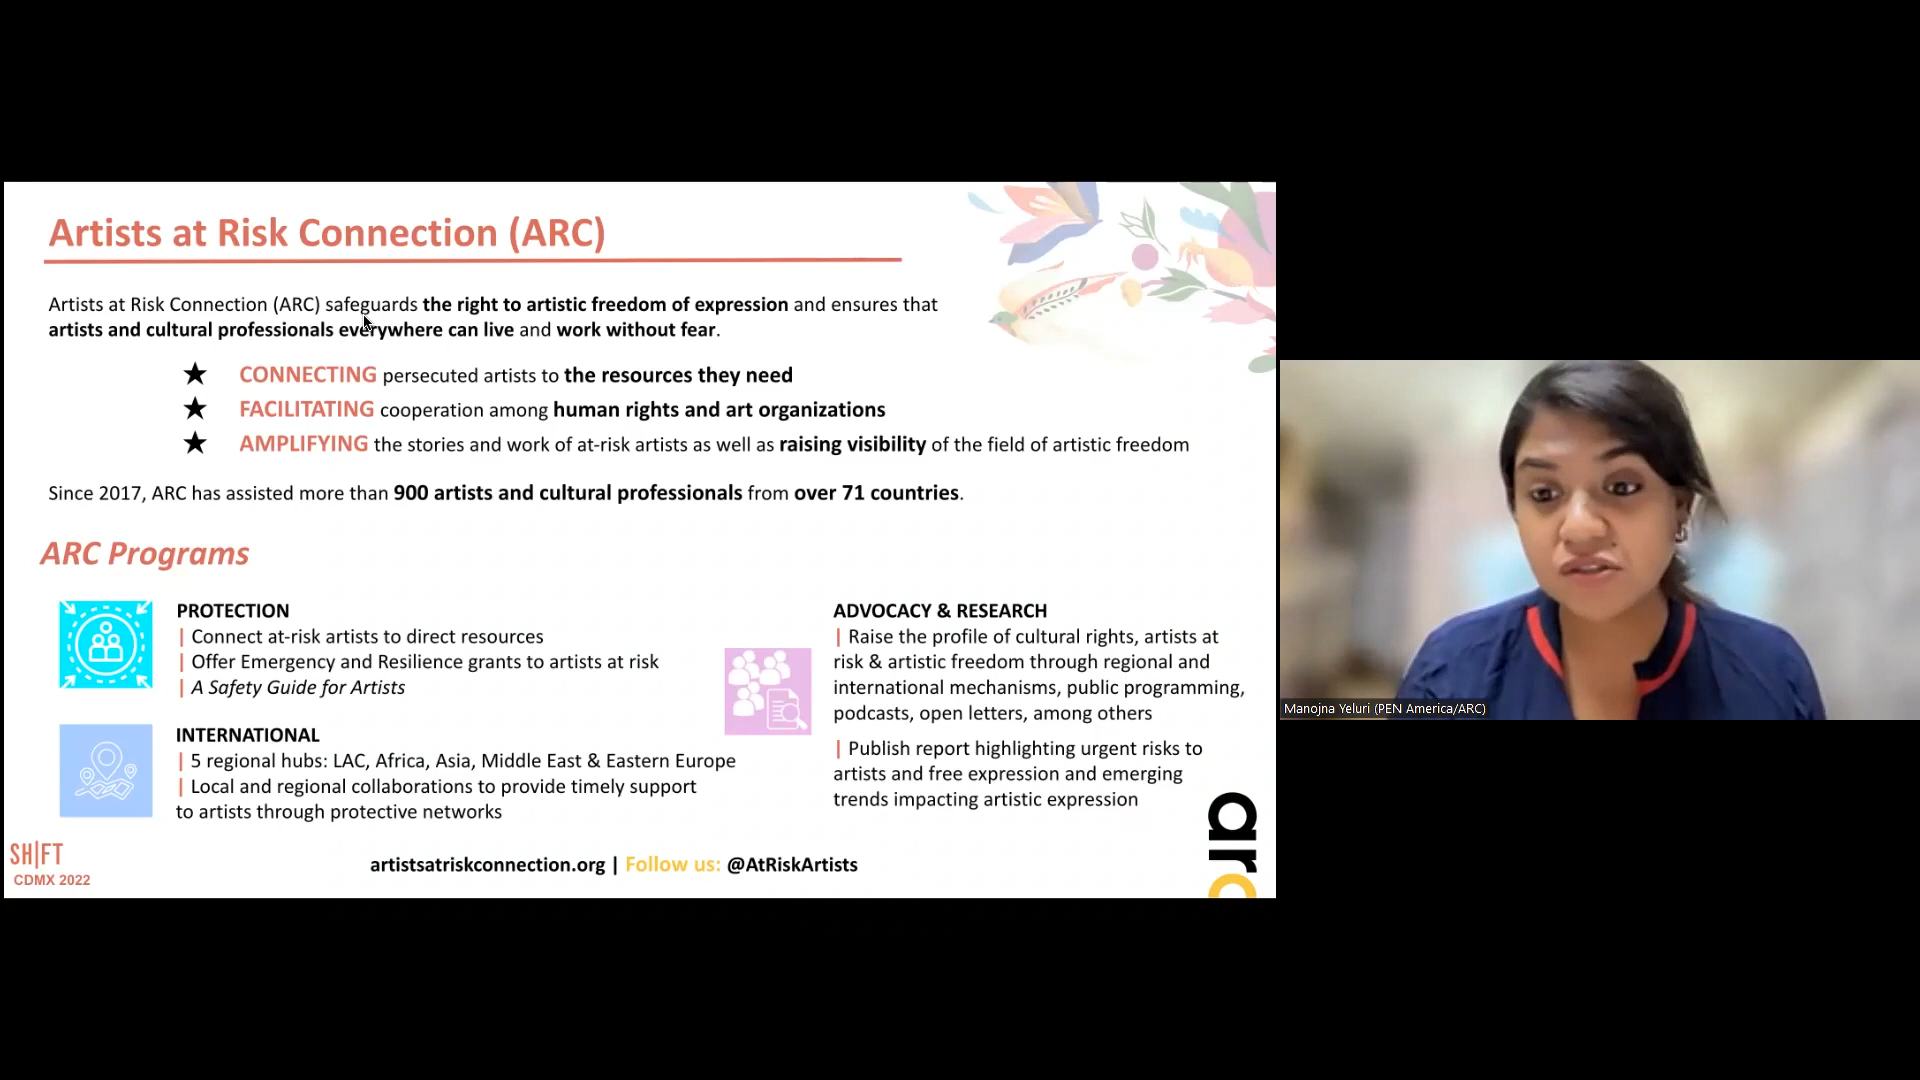 Artists at Risk Connection (ARC)
Artists at Risk Connection (ARC) safeguards the right to artistic freedom of expression and ensures that
artists and cultural professionals everywhere can live and work without fear.
★ CONNECTING persecuted artists to the resources they need
★ FACILITATING cooperation among human rights and art organizations
★ AMPLIFYING the stories and work of at-risk artists as well as raising visibility of the field of artistic freedom
Since 2017, ARC has assisted more than 900 artists and cultural professionals from over 71 countries.
ARC Programs
PROTECTION
| Connect at-risk artists to direct resources
| Offer Emergency and Resilience grants to artists at risk
| A Safety Guide for Artists
INTERNATIONAL
| 5 regional hubs: LAC, Africa, Asia, Middle East & Eastern Europe
| Local and regional collaborations to provide timely support
to artists through protective networks
ADVOCACY & RESEARCH
| Raise the profile of cultural rights, artists at
risk & artistic freedom through regional and
international mechanisms, public programming,
podcasts, open letters, among others
| Publish report highlighting urgent risks to
artists and free expression and emerging
trends impacting artistic expression
SH|FT
CDMX 2022
artistsatriskconnection.org | Follow us: @AtRiskArtists
arc
Manojna Yeluri (PEN America/ARC)